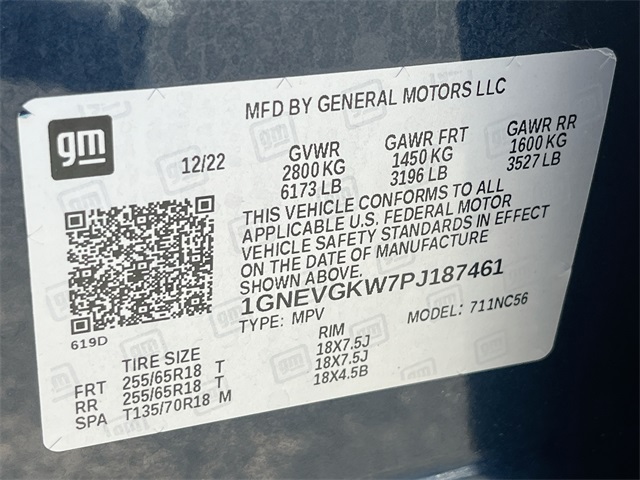 MFD BY GENERAL MOTORS LLC
gm
12/22 GVWR GAWR FRT GAWR RR
2800 KG 1450 KG 1600 KG
6173 LB 3196 LB 3527 LB
THIS VEHICLE CONFORMS TO ALL
APPLICABLE U.S. FEDERAL MOTOR
VEHICLE SAFETY STANDARDS IN EFFECT
ON THE DATE OF MANUFACTURE
SHOWN ABOVE.
1GNEVGKW7PJ187461
TYPE: MPV MODEL: 711NC56
619D
TIRE SIZE RIM
FRT 255/65R18 T 18X7.5J
RR 255/65R18 T 18X7.5J
SPA T135/70R18 M 18X4.5B